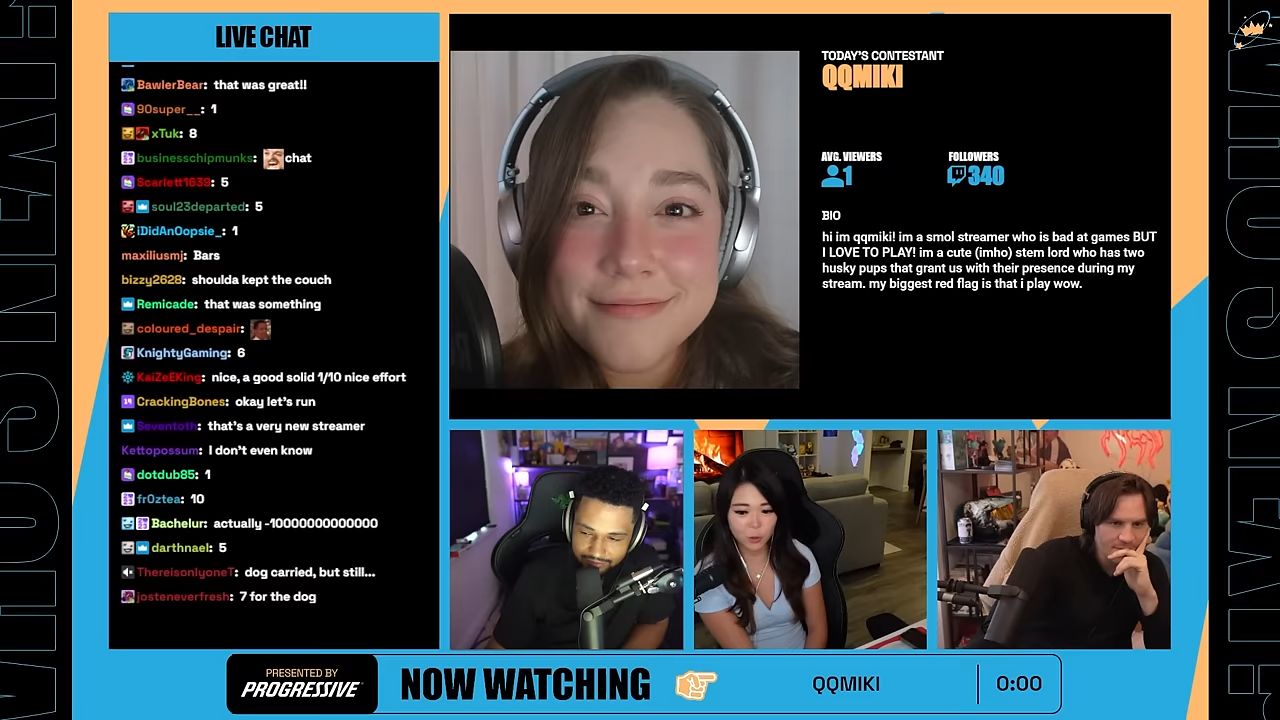 LIVE CHAT
BawlerBear: that was great!!
90super__: 1
xTuk: 8
businesschipmunks: chat
Scarlett1639: 5
soul23departed: 5
iDidAnOopsie_: 1
maxiliusmj: Bars
bizzy2628: shoulda kept the couch
Remicade: that was something
coloured_despair:
KnightyGaming: 6
KaiZeEKing: nice, a good solid 1/10 nice effort
CrackingBones: okay let's run
Seventoth: that's a very new streamer
Kettopossum: I don't even know
dotdub85: 1
fr0ztea: 10
Bachelur: actually -10000000000000
darthnael: 5
ThereisonlyoneT: dog carried, but still...
josteneverfresh: 7 for the dog
TODAY'S CONTESTANT
QQMIKI
AVG. VIEWERS FOLLOWERS
1 340
BIO
hi im qqmiki! im a smol streamer who is bad at games BUT
I LOVE TO PLAY! im a cute (imho) stem lord who has two
husky pups that grant us with their presence during my
stream. my biggest red flag is that i play wow.
PRESENTED BY
PROGRESSIVE
NOW WATCHING
QQMIKI
0:00